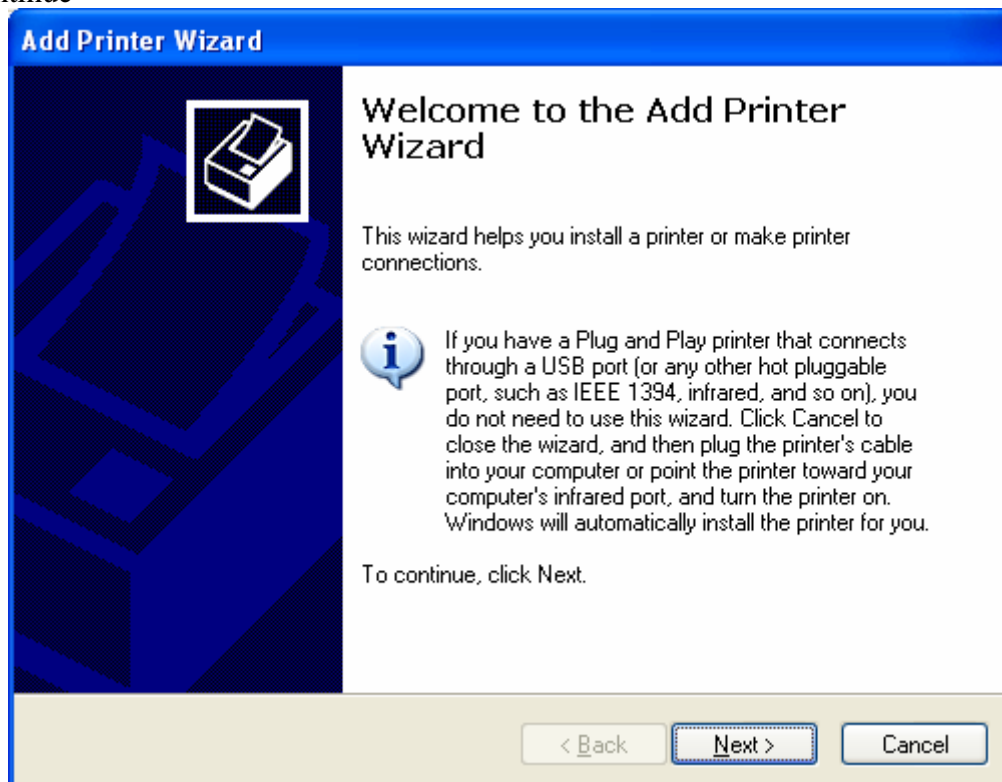 Add Printer Wizard
Welcome to the Add Printer
Wizard
This wizard helps you install a printer or make printer
connections.
If you have a Plug and Play printer that connects
through a USB port (or any other hot pluggable
port, such as IEEE 1394, infrared, and so on), you
do not need to use this wizard. Click Cancel to
close the wizard, and then plug the printer's cable
into your computer or point the printer toward your
computer's infrared port, and turn the printer on.
Windows will automatically install the printer for you.
To continue, click Next.
< Back
Next >
Cancel